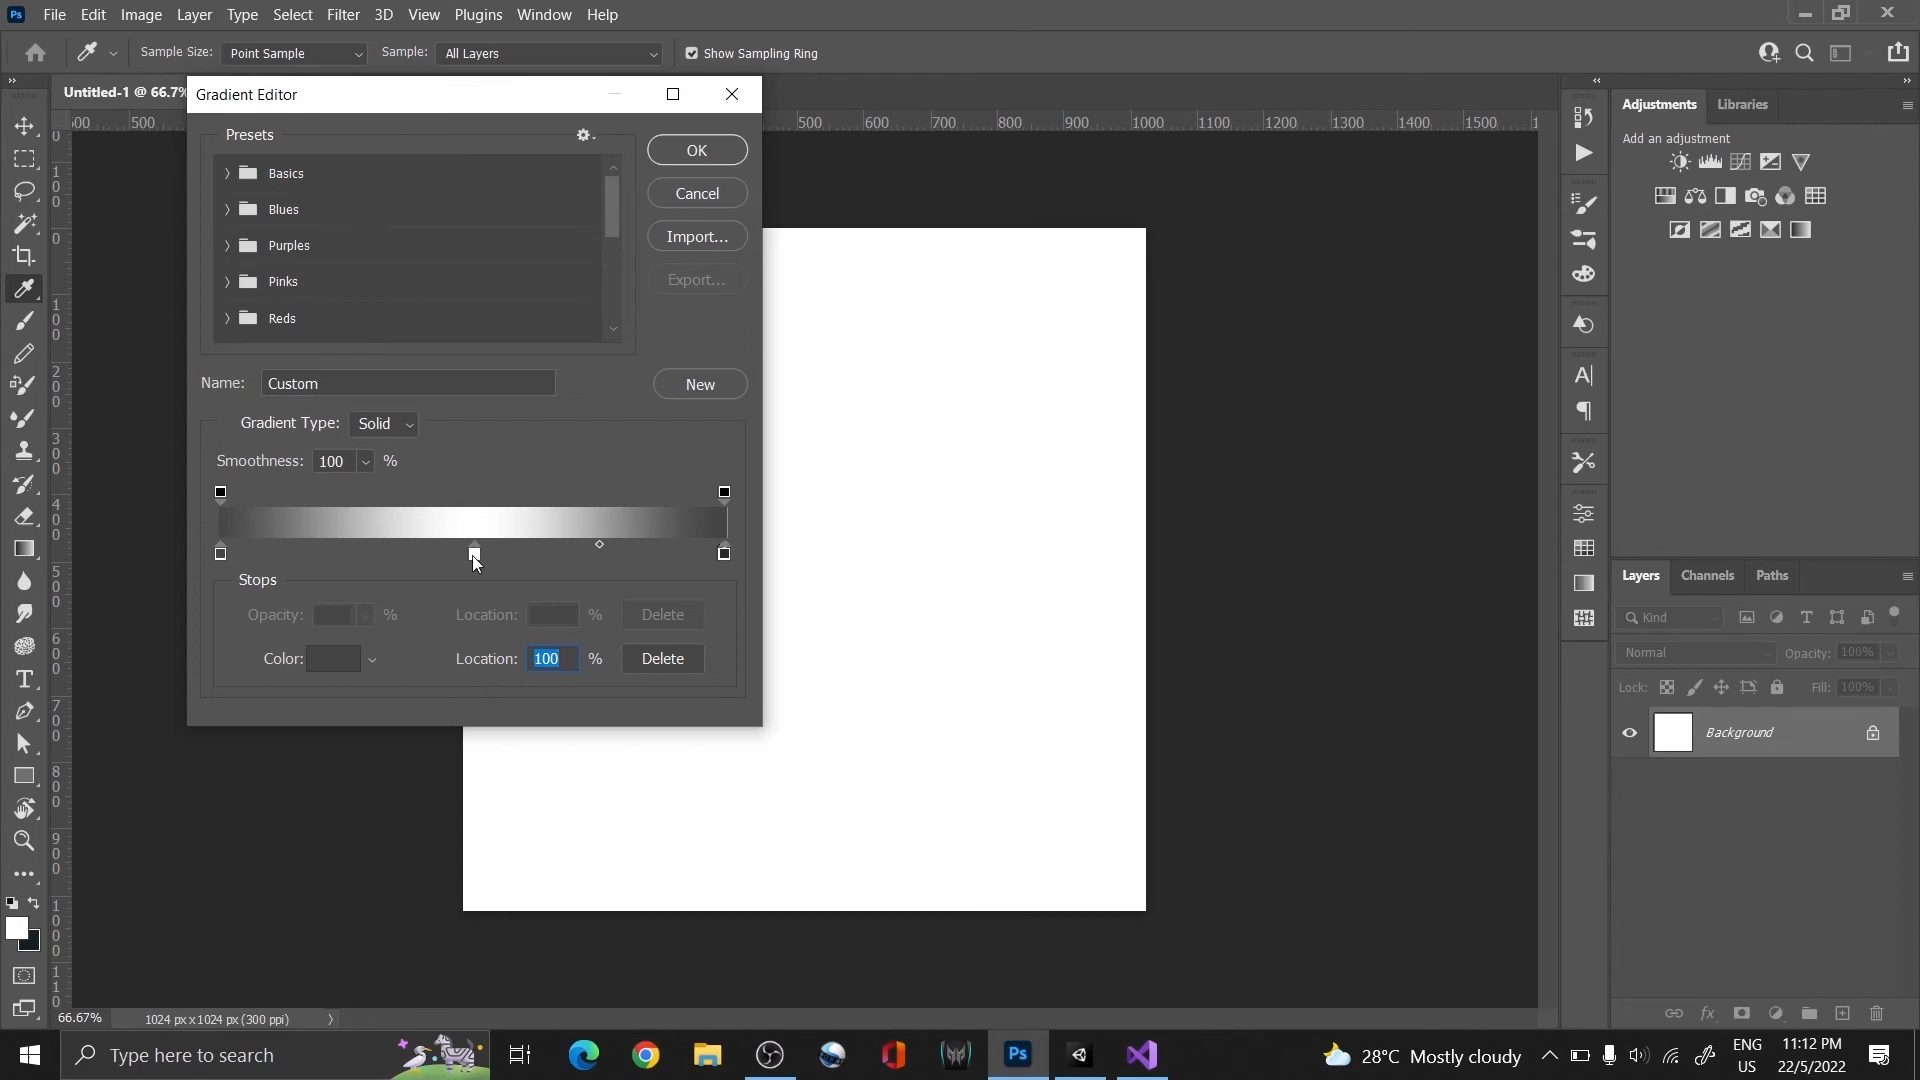 Ps File Edit Image Layer Type Select Filter 3D View Plugins Window Help
Sample Size: Point Sample Sample: All Layers Show Sampling Ring
Untitled-1 @ 66.7%
Gradient Editor
Presets
Basics
Blues
Purples
Pinks
Reds
OK
Cancel
Import...
Export...
Name: Custom
New
Gradient Type: Solid
Smoothness: 100 %
Stops
Opacity: % Location: % Delete
Color: Location: 100 % Delete
500 600 700 800 900 1000 1100 1200 1300 1400 1500
Adjustments Libraries
Add an adjustment
Layers Channels Paths
Kind
Normal Opacity: 100%
Lock: Fill: 100%
Background
66.67% 1024 px x 1024 px (300 ppi)
Type here to search
Ps
28°C Mostly cloudy
ENG
US
11:12 PM
22/5/2022